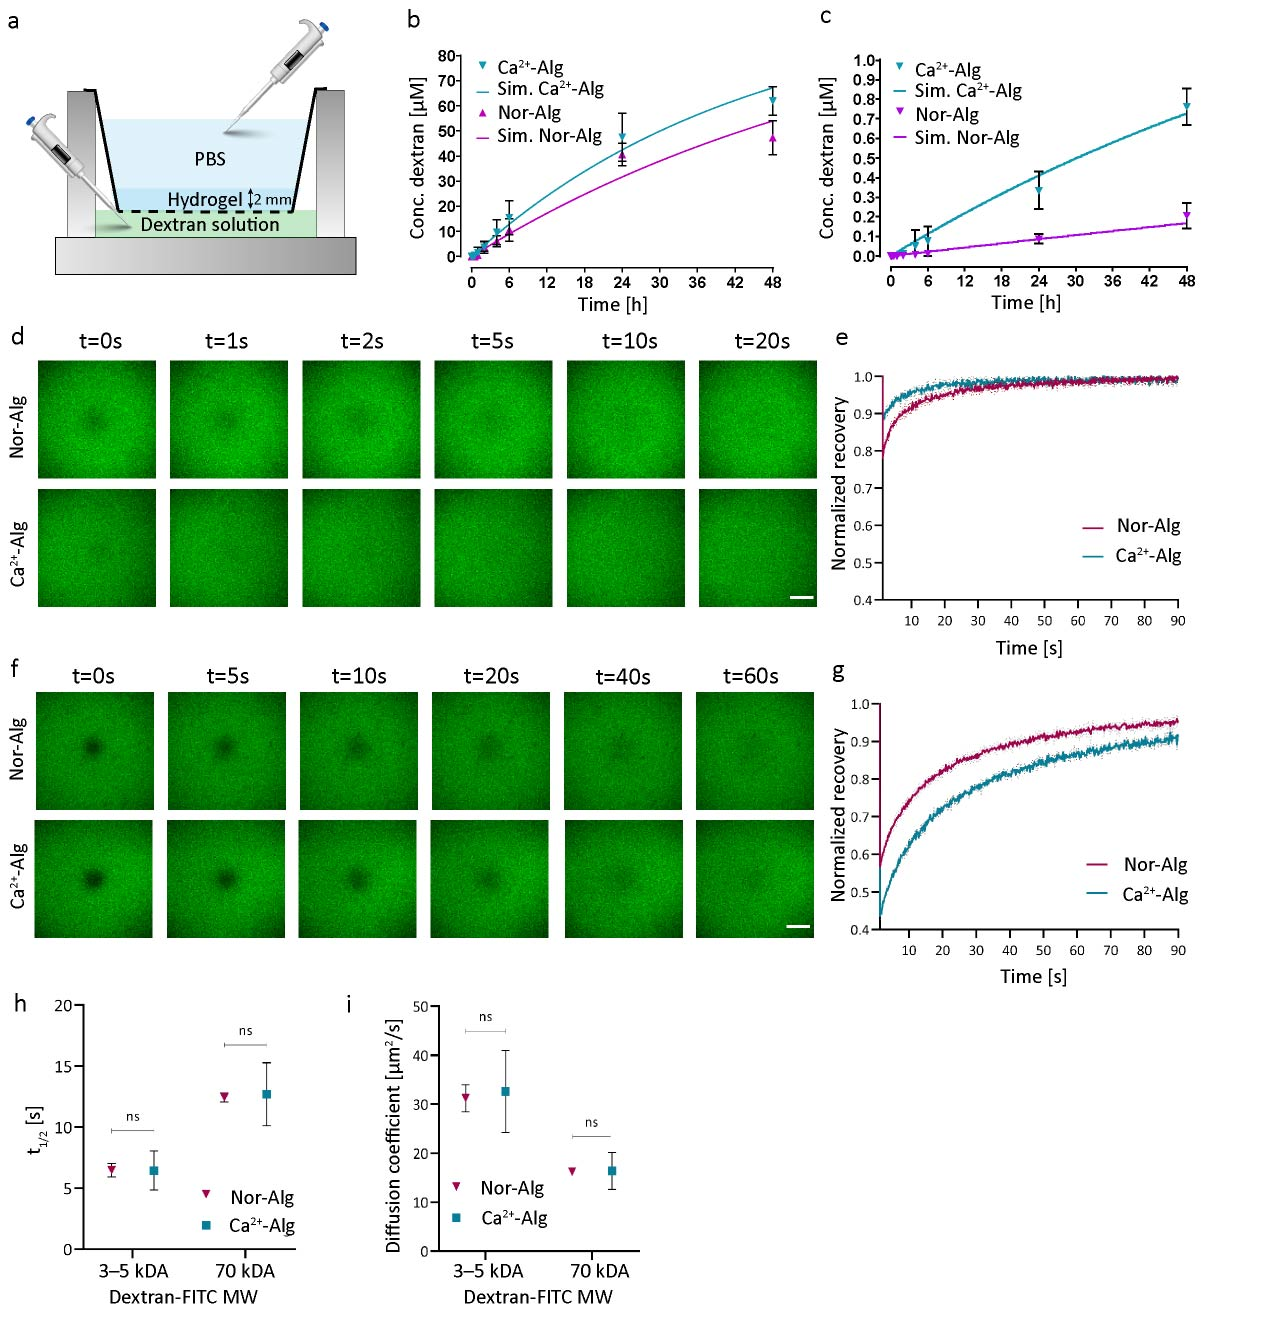 a
PBS
Hydrogel
2 mm
Dextran solution
b
Conc. dextran [µM]
80
70
60
50
40
30
20
10
0
Ca²⁺-Alg
Sim. Ca²⁺-Alg
Nor-Alg
Sim. Nor-Alg
0 6 12 18 24 30 36 42 48
Time [h]
c
Conc. dextran [µM]
1.0
0.9
0.8
0.7
0.6
0.5
0.4
0.3
0.2
0.1
0.0
Ca²⁺-Alg
Sim. Ca²⁺-Alg
Nor-Alg
Sim. Nor-Alg
0 6 12 18 24 30 36 42 48
Time [h]
d
t=0s t=1s t=2s t=5s t=10s t=20s
Nor-Alg
Ca²⁺-Alg
e
Normalized recovery
1.0
0.9
0.8
0.7
0.6
0.5
0.4
Nor-Alg
Ca²⁺-Alg
10 20 30 40 50 60 70 80 90
Time [s]
f
t=0s t=5s t=10s t=20s t=40s t=60s
Nor-Alg
Ca²⁺-Alg
g
Normalized recovery
1.0
0.9
0.8
0.7
0.6
0.5
0.4
Nor-Alg
Ca²⁺-Alg
10 20 30 40 50 60 70 80 90
Time [s]
h
t1/2 [s]
20
15
10
5
0
ns
ns
Nor-Alg
Ca²⁺-Alg
3–5 kDA 70 kDA
Dextran-FITC MW
i
Diffusion coefficient [µm²/s]
50
40
30
20
10
0
ns
ns
Nor-Alg
Ca²⁺-Alg
3–5 kDA 70 kDA
Dextran-FITC MW